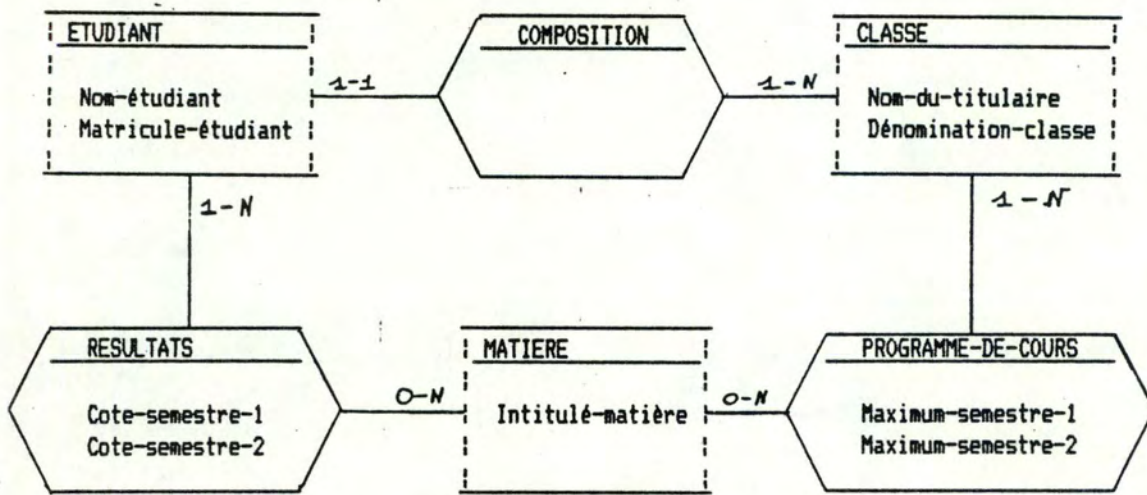 ETUDIANT
Nom-étudiant
Matricule-étudiant
1-1
COMPOSITION
1-N
CLASSE
Nom-du-titulaire
Dénomination-classe
1-N
1-N
RESULTATS
Cote-semestre-1
Cote-semestre-2
0-N
MATIERE
Intitulé-matière
0-N
PROGRAMME-DE-COURS
Maximum-semestre-1
Maximum-semestre-2